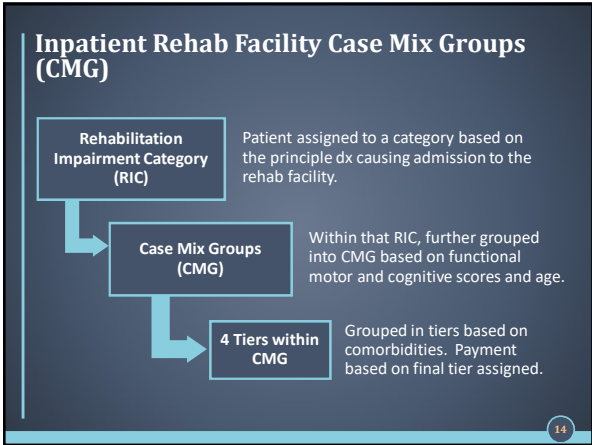 Inpatient Rehab Facility Case Mix Groups
(CMG)
Rehabilitation
Impairment Category
(RIC)
Patient assigned to a category based on
the principle dx causing admission to the
rehab facility.
Case Mix Groups
(CMG)
Within that RIC, further grouped
into CMG based on functional
motor and cognitive scores and age.
4 Tiers within
CMG
Grouped in tiers based on
comorbidities.  Payment
based on final tier assigned.
14